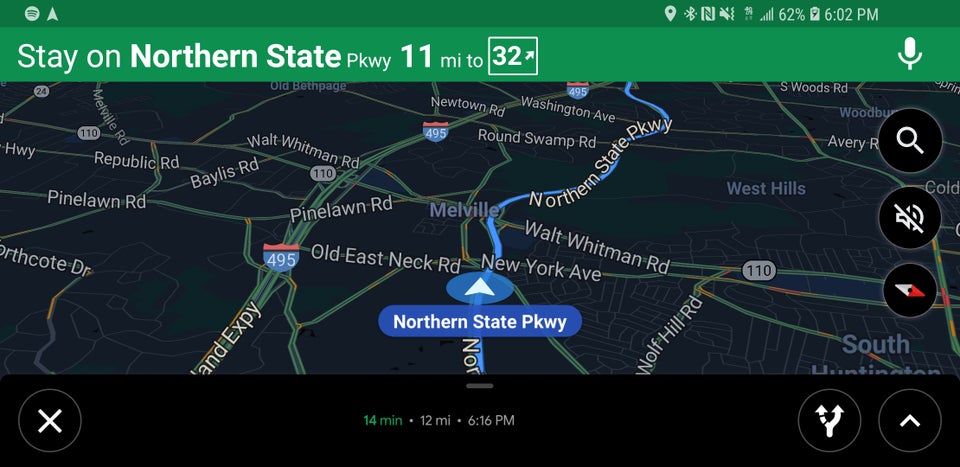 62% 6:02 PM
Stay on Northern State Pkwy 11 mi to 32
Old Bethpage
495
S Woods Rd
24
Melville Rd
Newtown Rd
Washington Ave
Woodbu
110
495
Round Swamp Rd
Northern State Pkwy
Avery R
Hwy
Republic Rd
Walt Whitman Rd
Baylis Rd
110
West Hills
Cold
Pinelawn Rd
Pinelawn Rd
Melville
Walt Whitman Rd
orthcote Dr
495
Old East Neck Rd
New York Ave
110
Northern State Pkwy
and Expy
Nor
Wolf Hill Rd
South
Huntington
14 min • 12 mi • 6:16 PM